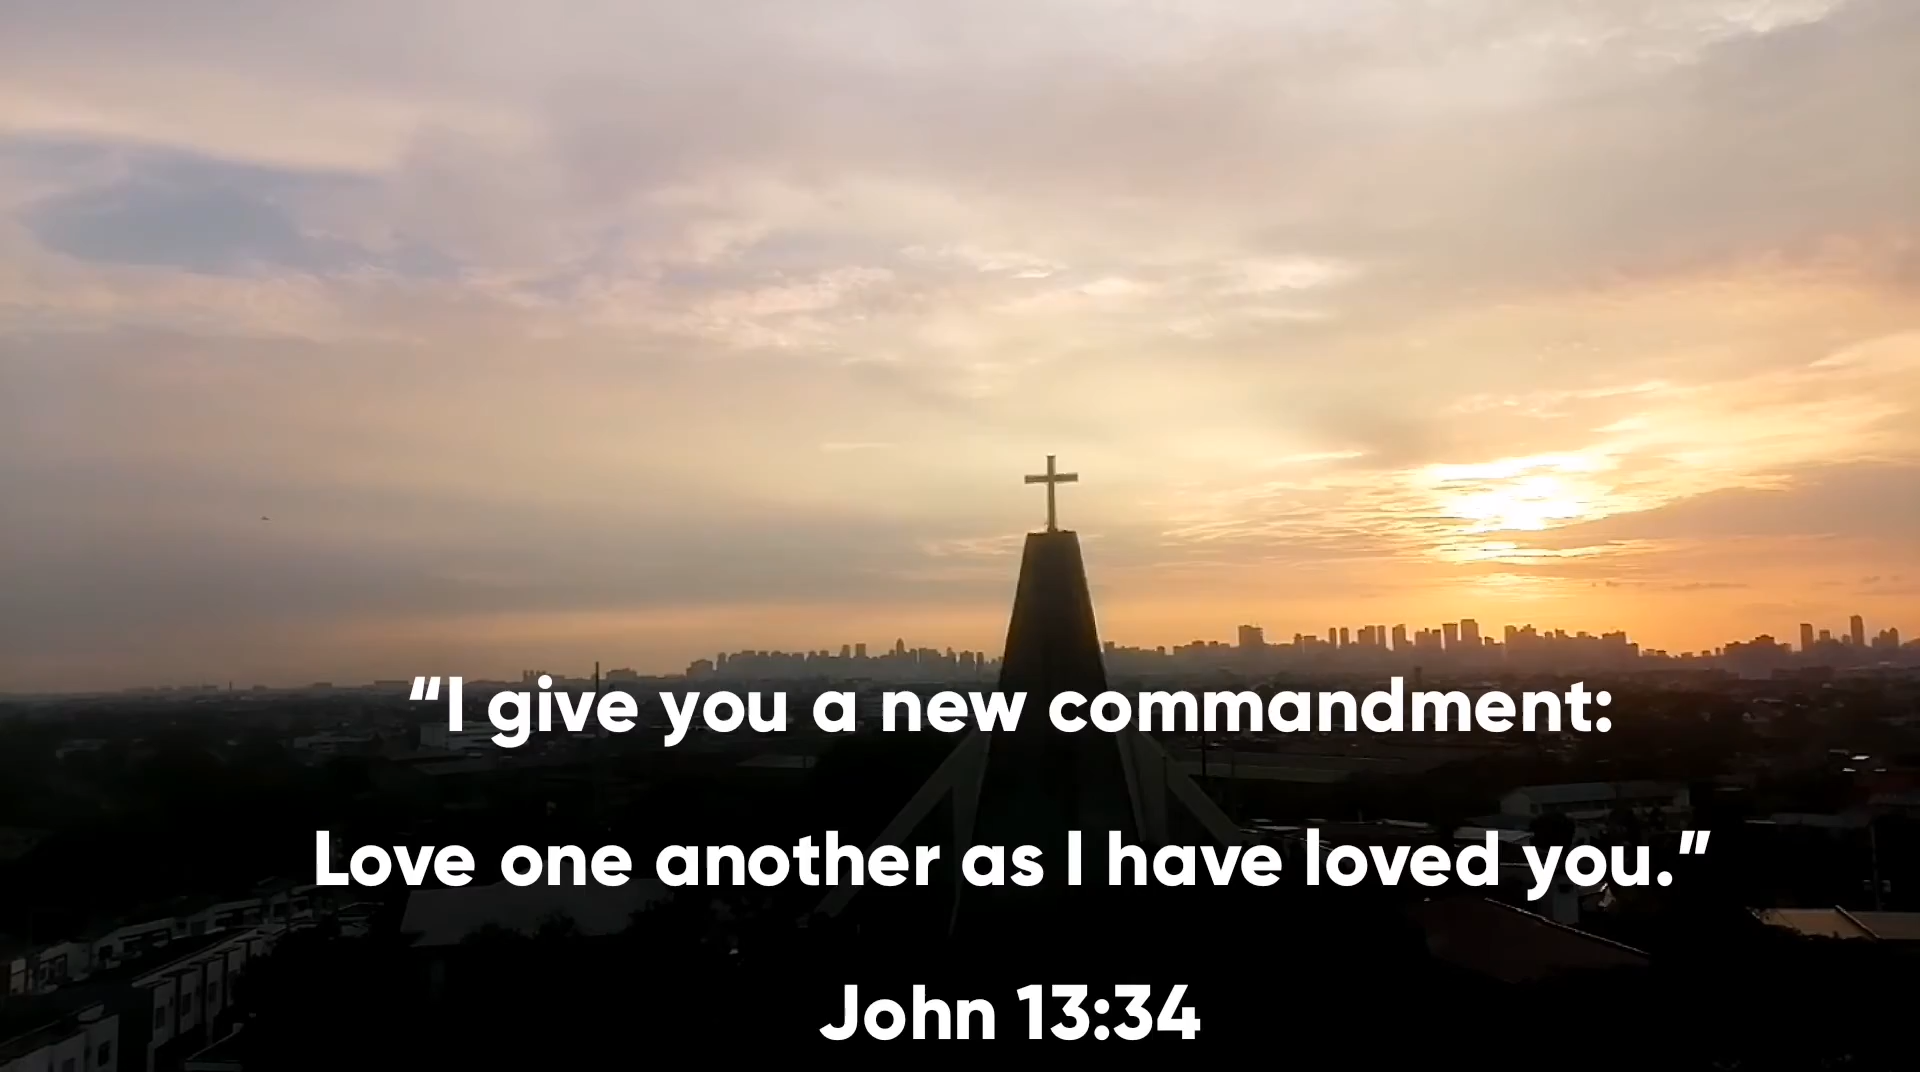 “I give you a new commandment:
Love one another as I have loved you.”
John 13:34